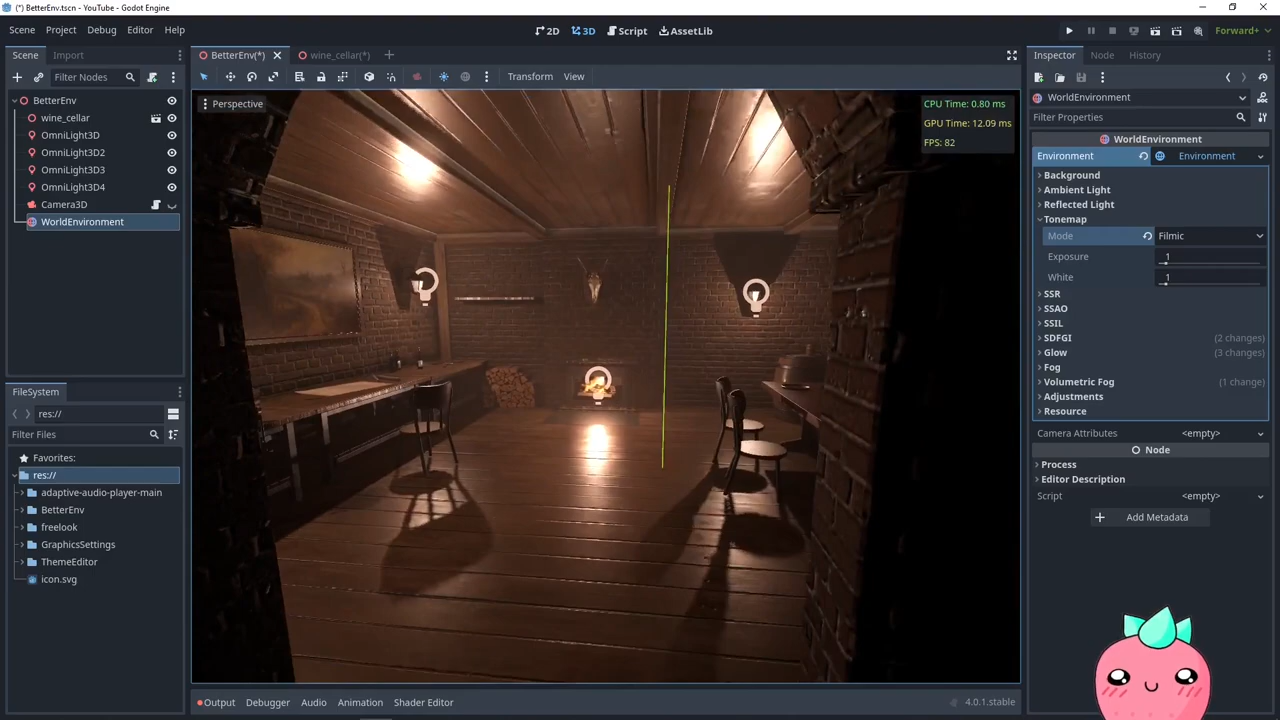 (*) BetterEnv.tscn - YouTube - Godot Engine
Scene Project Debug Editor Help
2D 3D Script AssetLib
Forward+
Scene Import
Filter Nodes
BetterEnv
wine_cellar
OmniLight3D
OmniLight3D2
OmniLight3D3
OmniLight3D4
Camera3D
WorldEnvironment
FileSystem
res://
Filter Files
Favorites:
res://
adaptive-audio-player-main
BetterEnv
freelook
GraphicsSettings
ThemeEditor
icon.svg
BetterEnv(*) wine_cellar(*)
Transform View
Perspective
CPU Time: 0.80 ms
GPU Time: 12.09 ms
FPS: 82
Output Debugger Audio Animation Shader Editor
4.0.1.stable
Inspector Node History
WorldEnvironment
Filter Properties
WorldEnvironment
Environment Environment
Background
Ambient Light
Reflected Light
Tonemap
Mode Filmic
Exposure 1
White 1
SSR
SSAO
SSIL
SDFGI (2 changes)
Glow (3 changes)
Fog
Volumetric Fog (1 change)
Adjustments
Resource
Camera Attributes <empty>
Node
Process
Editor Description
Script <empty>
Add Metadata